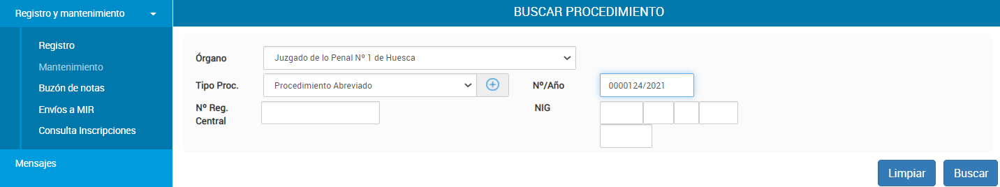 Registro y mantenimiento
Registro
Mantenimiento
Buzón de notas
Envíos a MIR
Consulta Inscripciones
Mensajes
BUSCAR PROCEDIMIENTO
Órgano
Juzgado de lo Penal Nº 1 de Huesca
Tipo Proc.
Procedimiento Abreviado
Nº/Año
0000124/2021
Nº Reg.
Central
NIG
Limpiar
Buscar